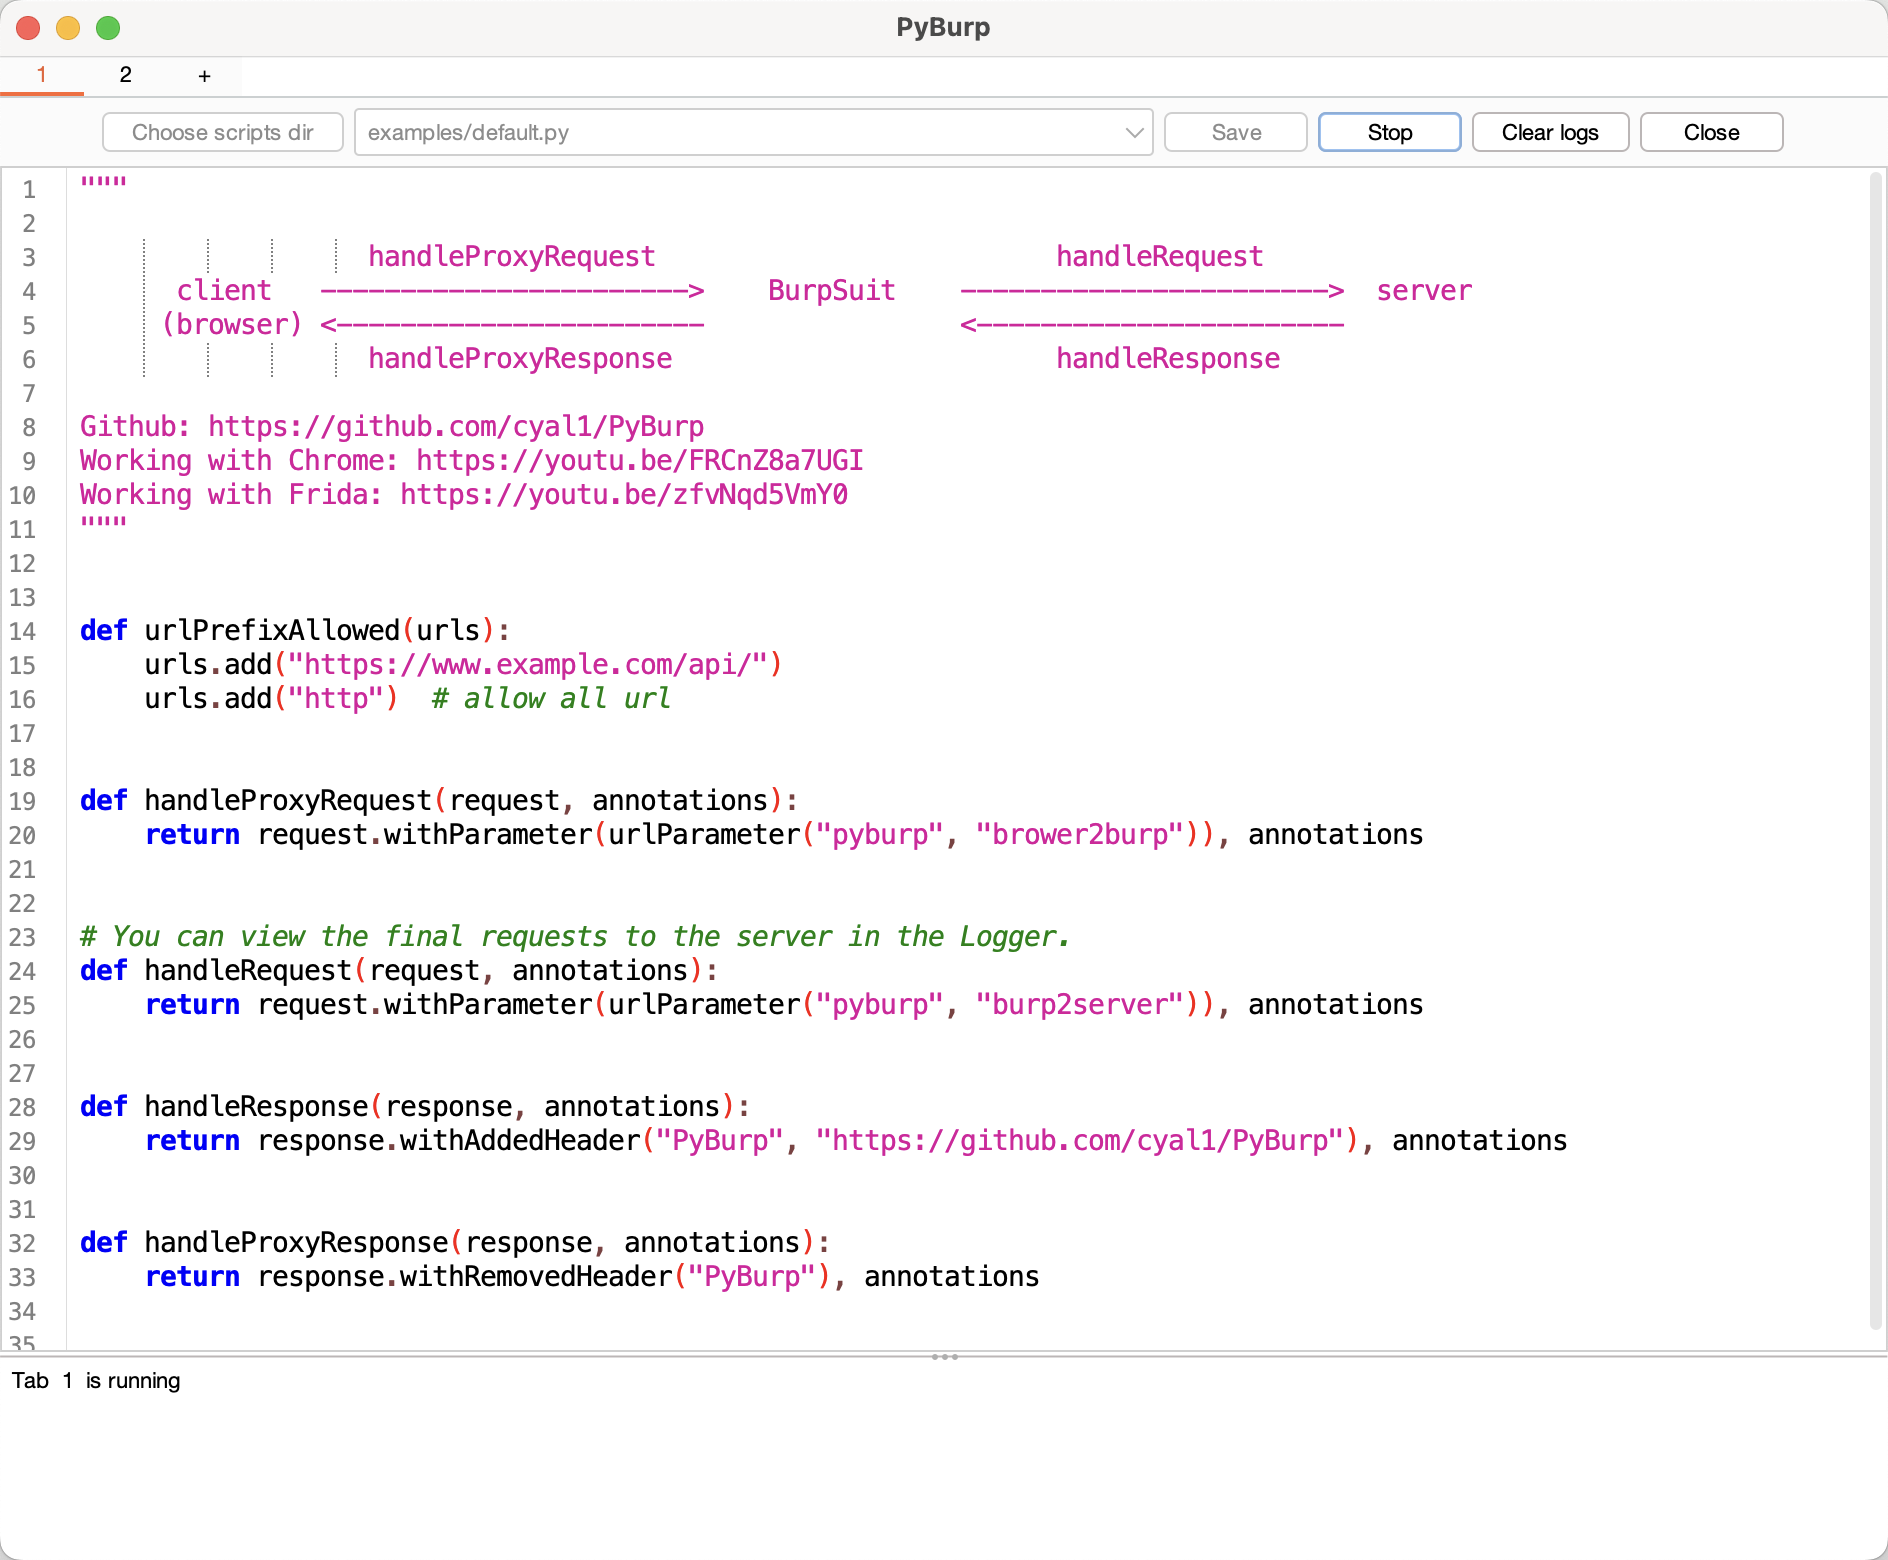 PyBurp
1 2 +
Choose scripts dir examples/default.py Save Stop Clear logs Close
1 """
2
3 handleProxyRequest handleRequest
4 client -----------------------> BurpSuit -----------------------> server
5 (browser) <----------------------- <-----------------------
6 handleProxyResponse handleResponse
7
8 Github: https://github.com/cyal1/PyBurp
9 Working with Chrome: https://youtu.be/FRCnZ8a7UGI
10 Working with Frida: https://youtu.be/zfvNqd5VmY0
11 """
12
13
14 def urlPrefixAllowed(urls):
15 urls.add("https://www.example.com/api/")
16 urls.add("http")  # allow all url
17
18
19 def handleProxyRequest(request, annotations):
20 return request.withParameter(urlParameter("pyburp", "brower2burp")), annotations
21
22
23 # You can view the final requests to the server in the Logger.
24 def handleRequest(request, annotations):
25 return request.withParameter(urlParameter("pyburp", "burp2server")), annotations
26
27
28 def handleResponse(response, annotations):
29 return response.withAddedHeader("PyBurp", "https://github.com/cyal1/PyBurp"), annotations
30
31
32 def handleProxyResponse(response, annotations):
33 return response.withRemovedHeader("PyBurp"), annotations
34
35
Tab 1 is running